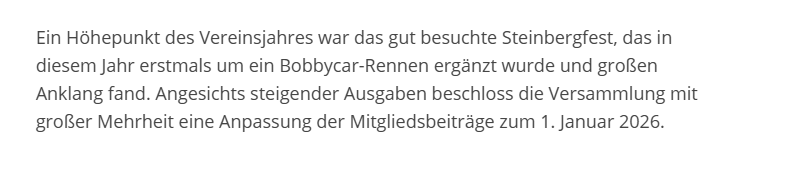 Ein Höhepunkt des Vereinsjahres war das gut besuchte Steinbergfest, das in
diesem Jahr erstmals um ein Bobbycar-Rennen ergänzt wurde und großen
Anklang fand. Angesichts steigender Ausgaben beschloss die Versammlung mit
großer Mehrheit eine Anpassung der Mitgliedsbeiträge zum 1. Januar 2026.